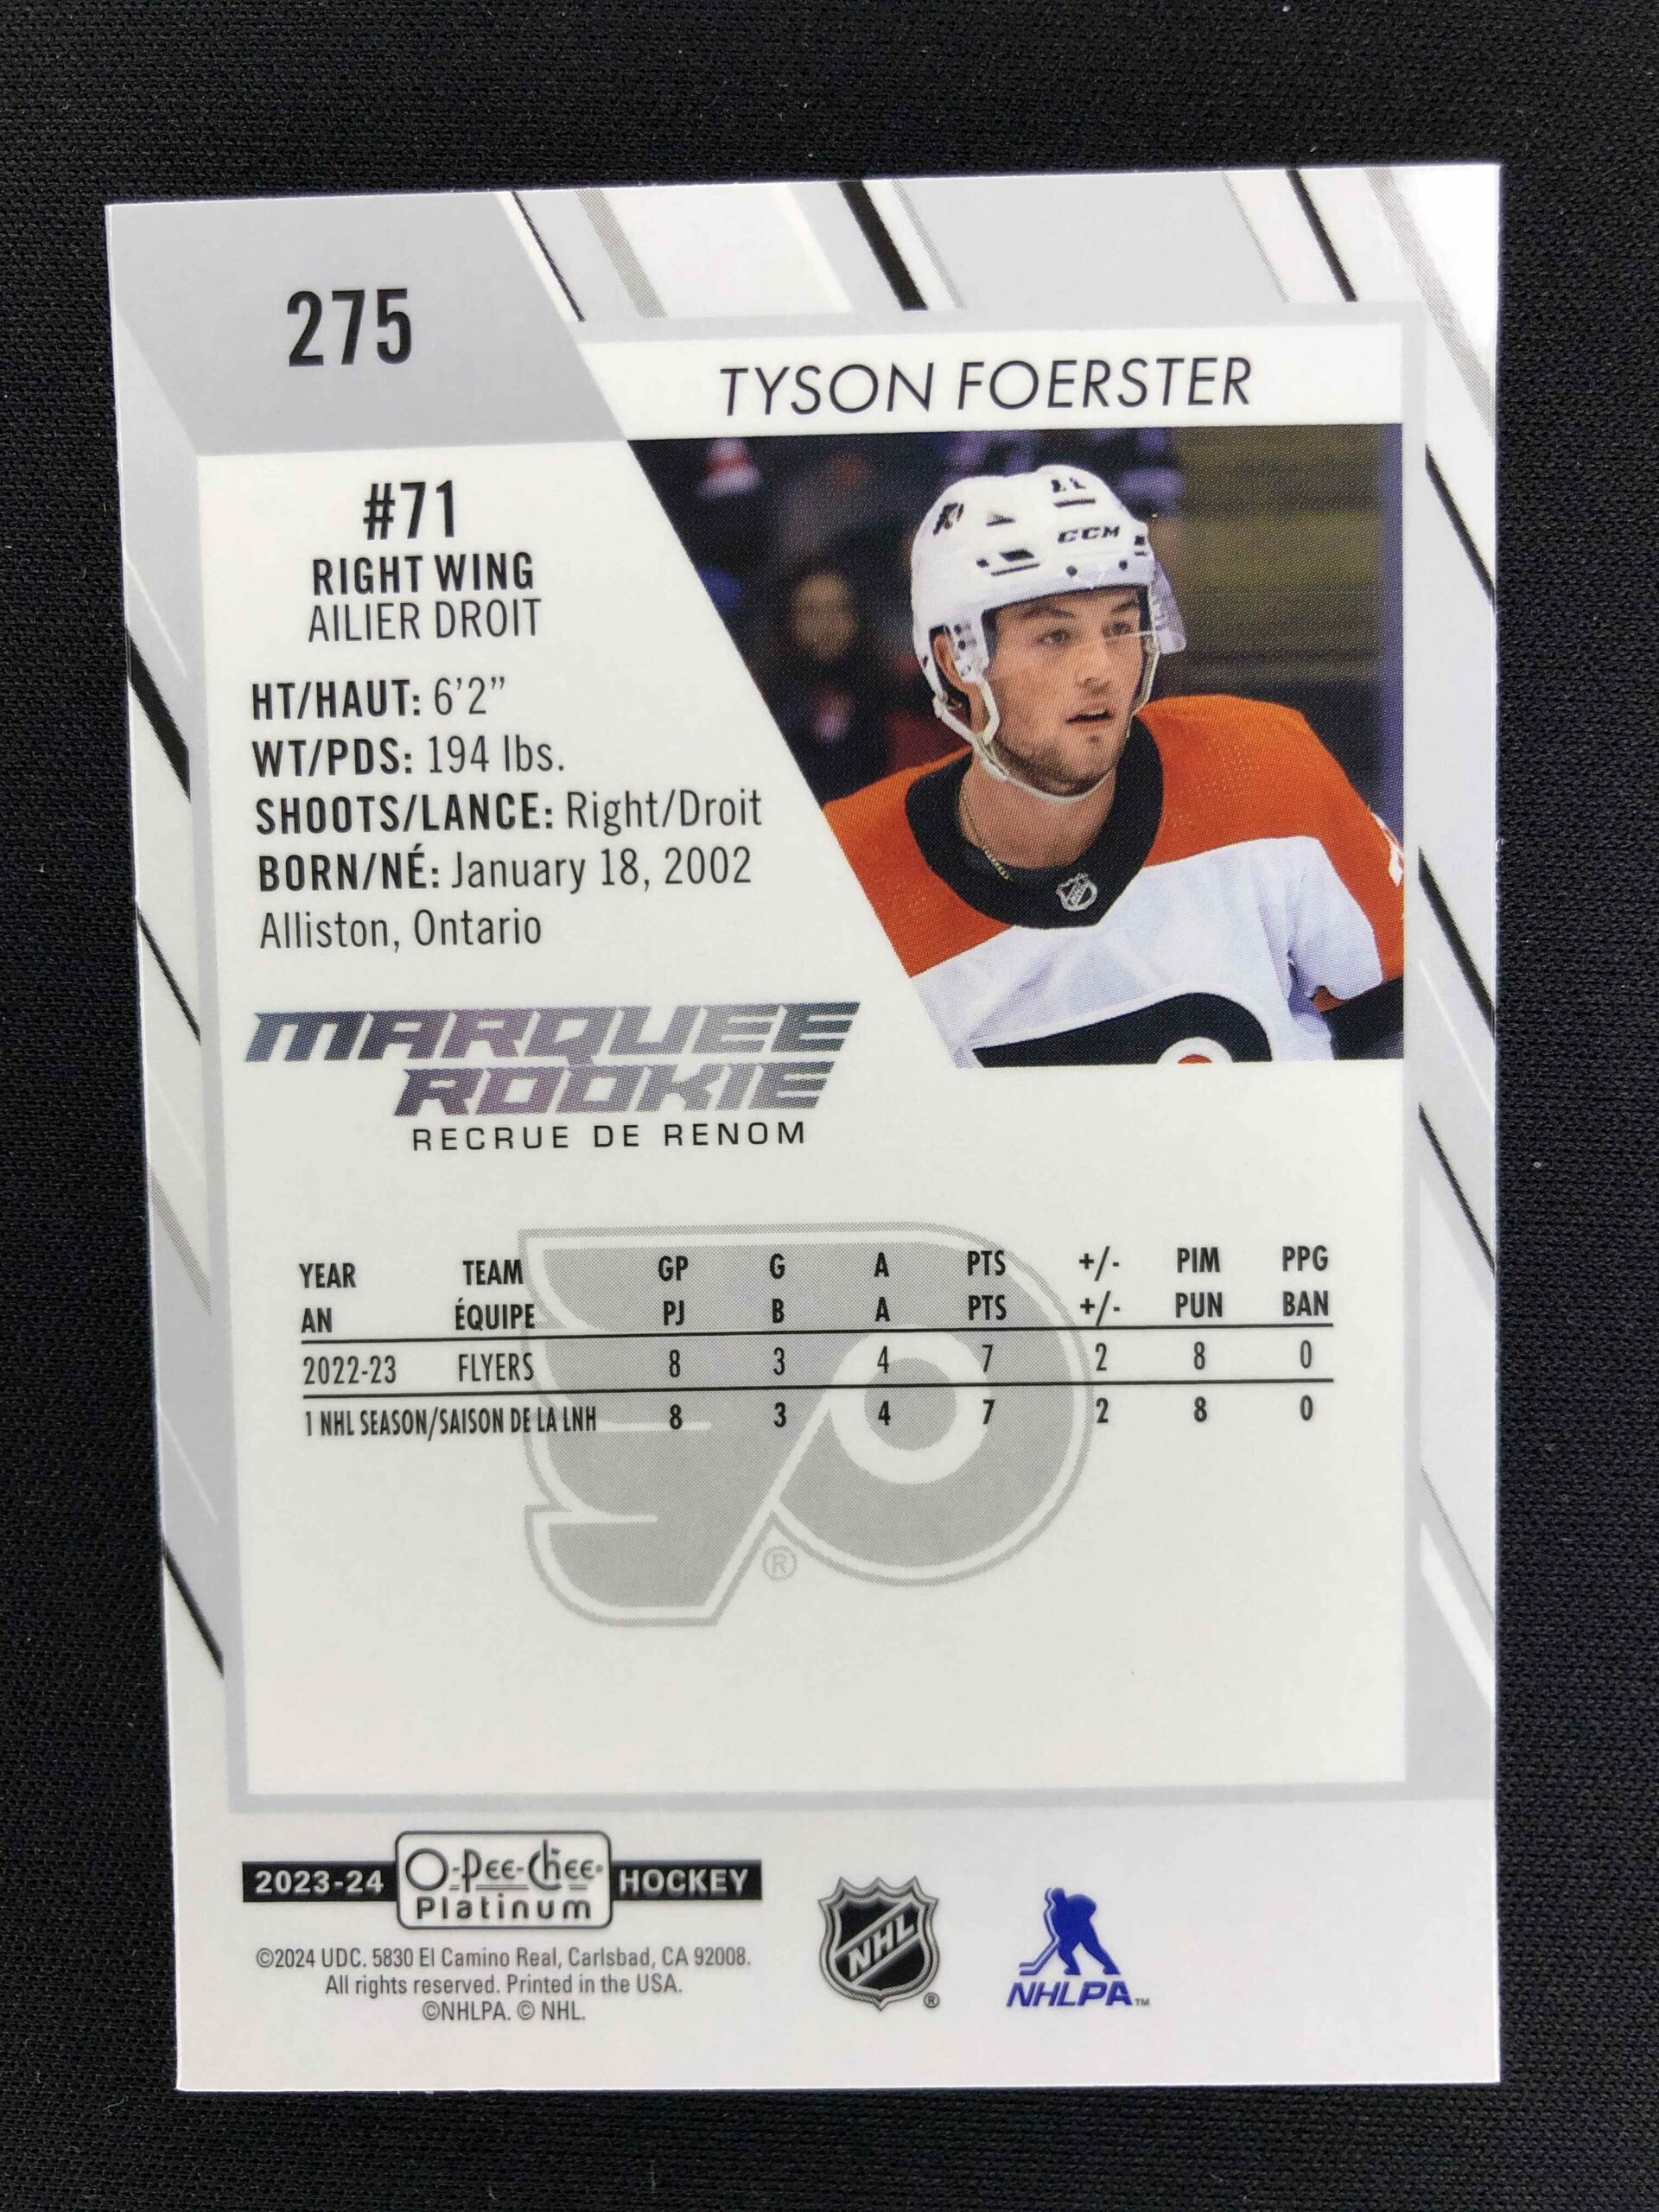 275
TYSON FOERSTER
#71
RIGHT WING
AILIER DROIT
HT/HAUT: 6'2"
WT/PDS: 194 lbs.
SHOOTS/LANCE: Right/Droit
BORN/NÉ: January 18, 2002
Alliston, Ontario
CCM
MARQUEE
ROOKIE
RECRUE DE RENOM
YEAR TEAM GP G A PTS +/- PIM PPG
AN ÉQUIPE PJ B A PTS +/- PUN BAN
2022-23 FLYERS 8 3 4 7 2 8 0
1 NHL SEASON/SAISON DE LA LNH 8 3 4 7 2 8 0
®
2023-24 O-Pee-Chee® Platinum HOCKEY
©2024 UDC. 5830 El Camino Real, Carlsbad, CA 92008.
All rights reserved. Printed in the USA.
©NHLPA. © NHL.
NHL ®
NHLPA™